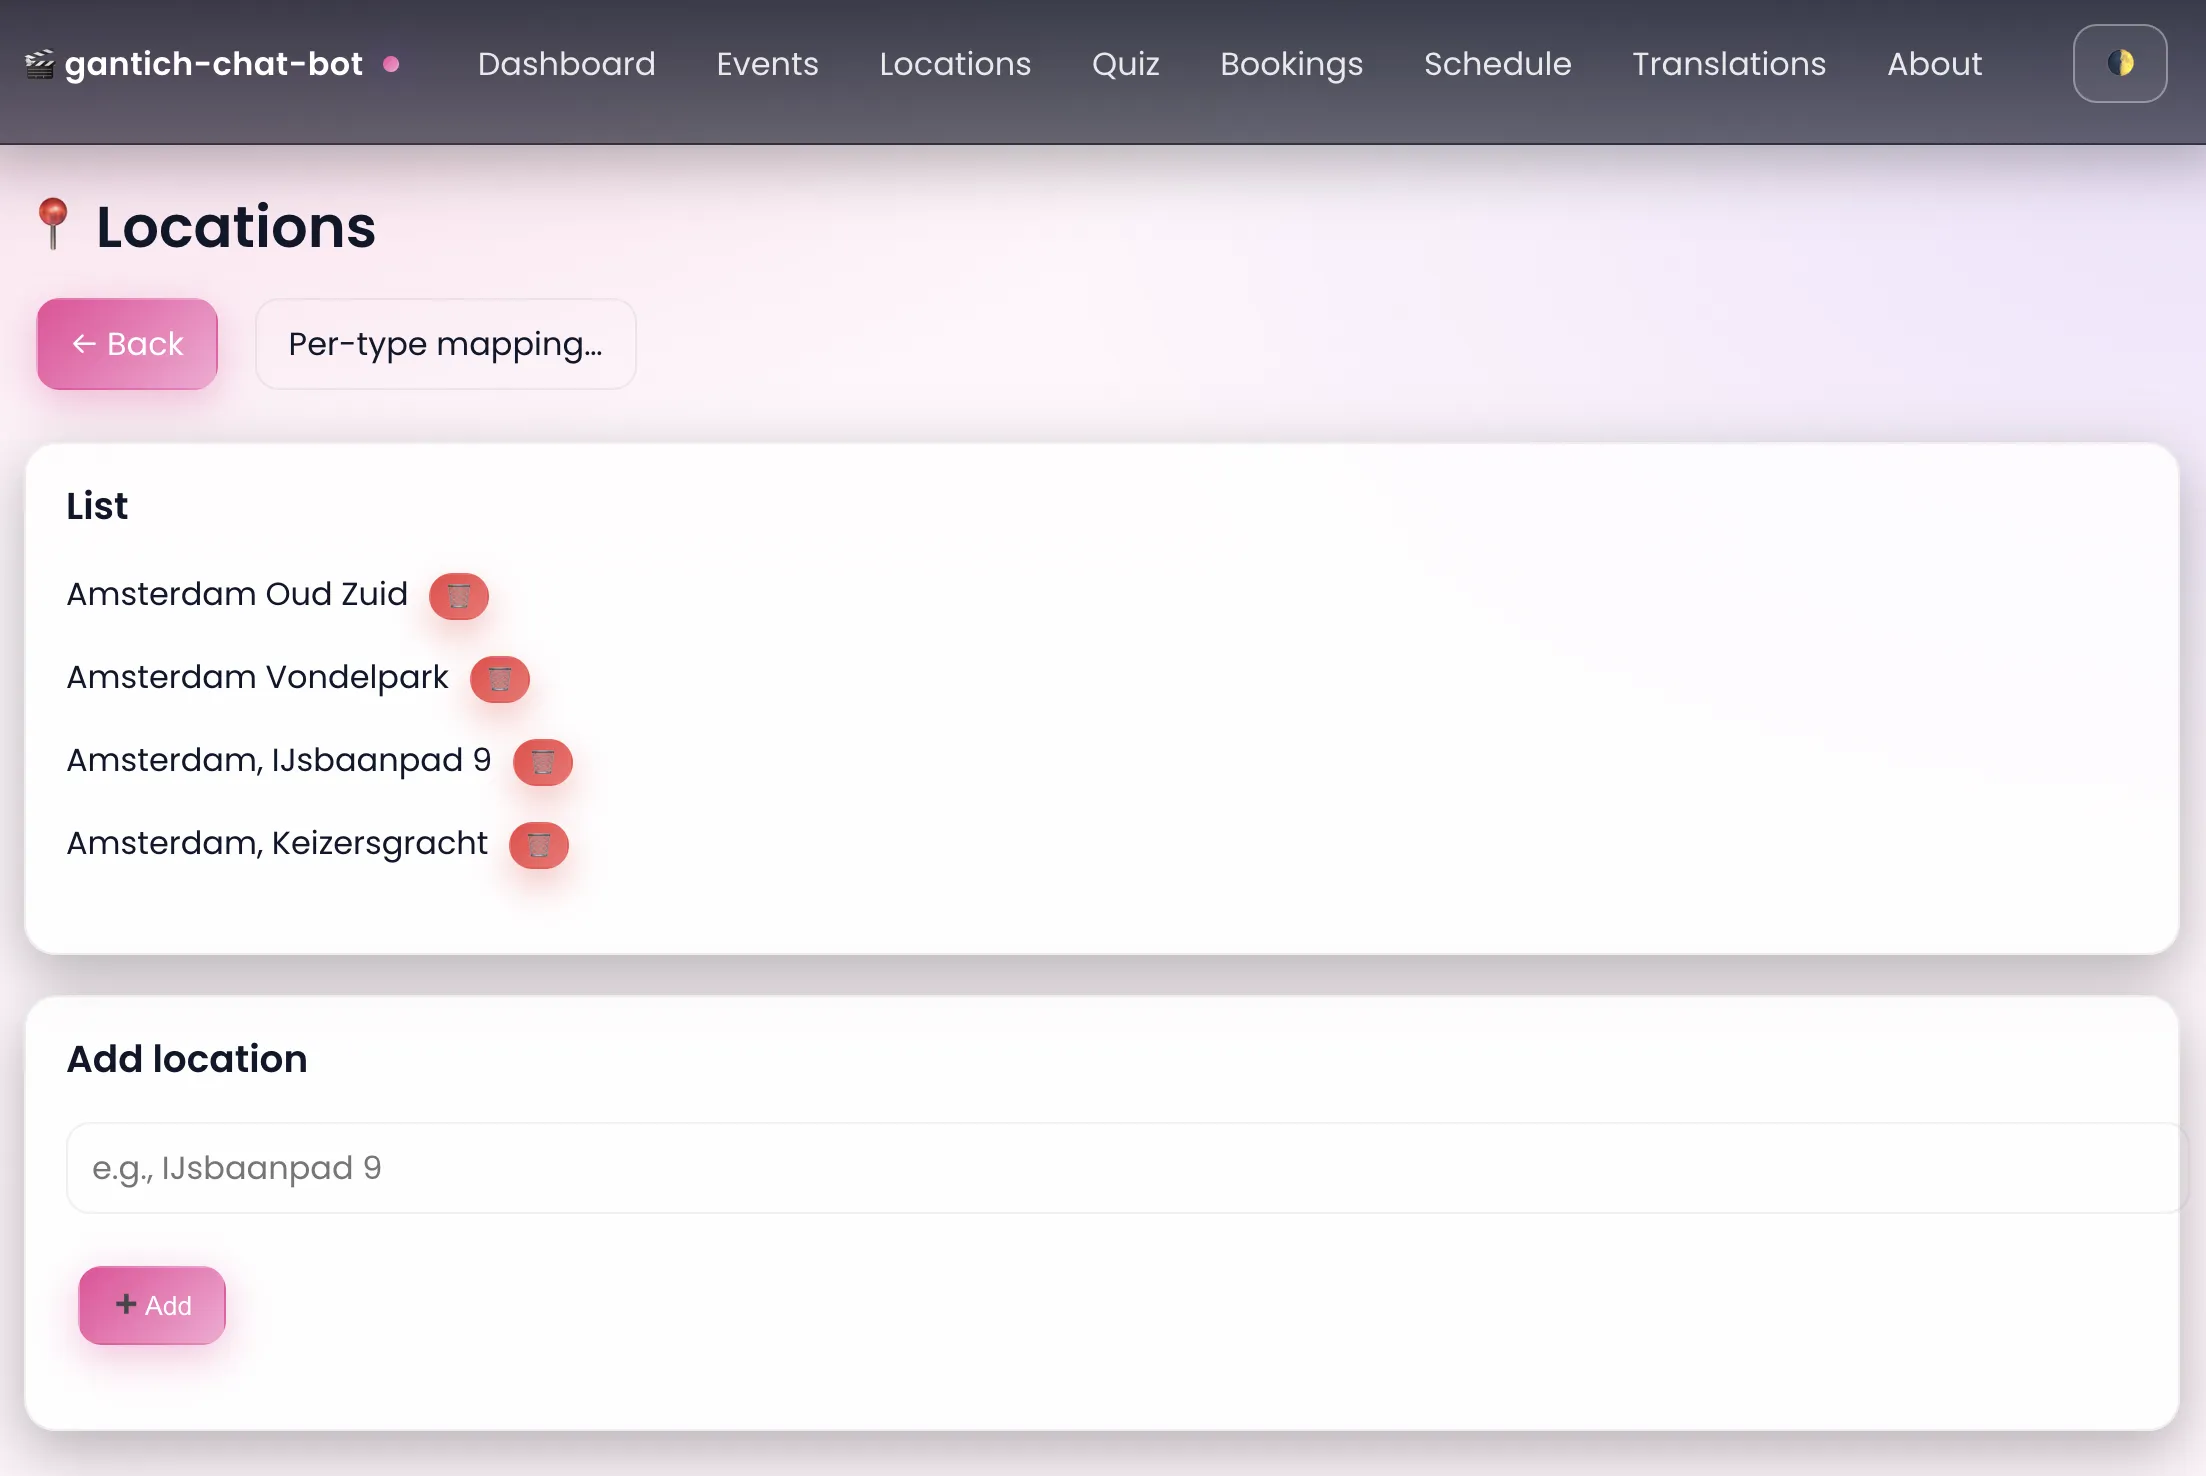 gantich-chat-bot Dashboard Events Locations Quiz Bookings Schedule Translations About
Locations
← Back Per-type mapping...
List
Amsterdam Oud Zuid
Amsterdam Vondelpark
Amsterdam, IJsbaanpad 9
Amsterdam, Keizersgracht
Add location
e.g., IJsbaanpad 9
+ Add